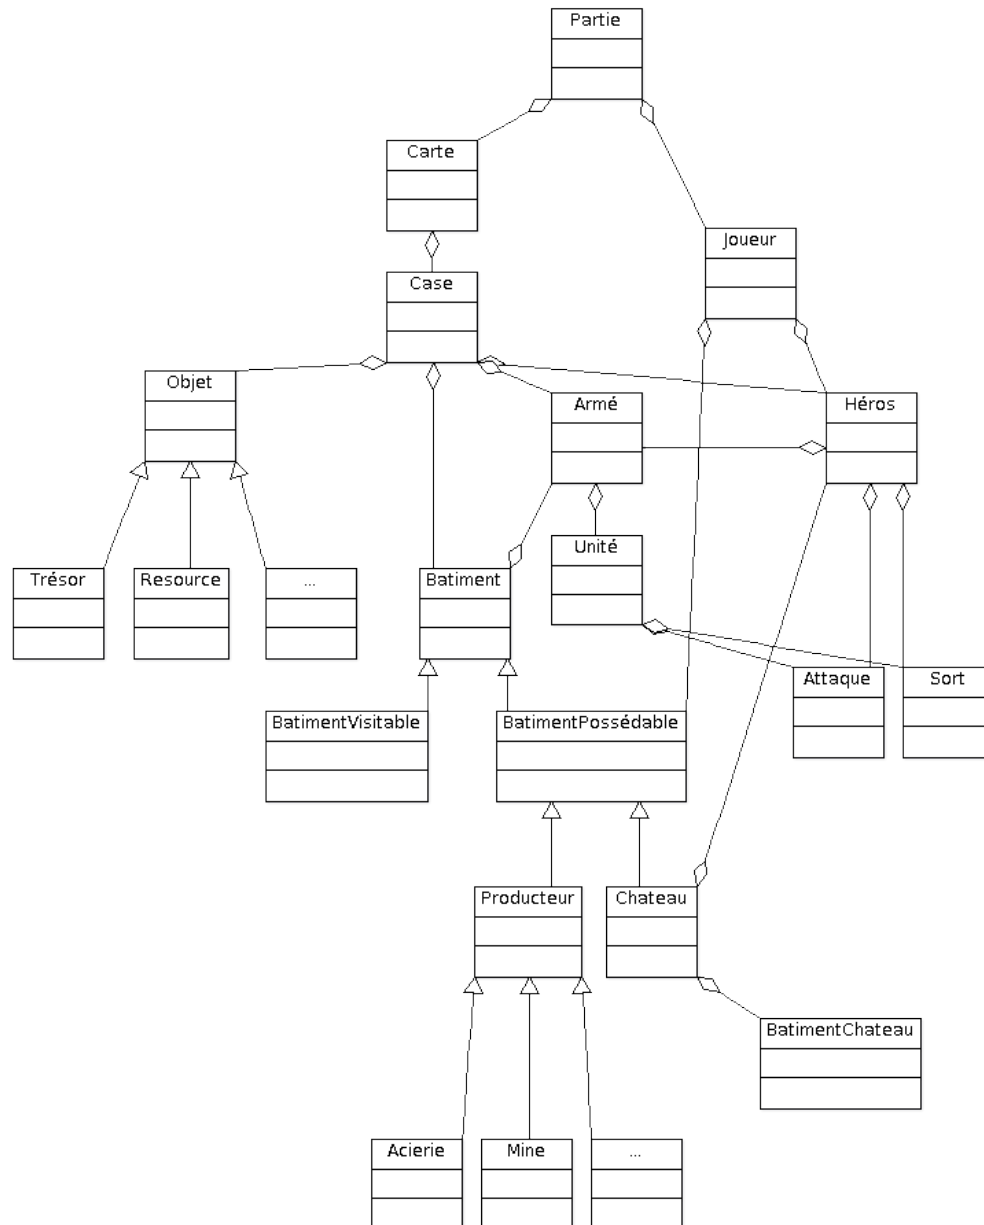 Partie
Carte
Joueur
Case
Objet
Armé
Héros
Unité
Trésor
Resource
...
Batiment
Attaque
Sort
BatimentVisitable
BatimentPossédable
Producteur
Chateau
BatimentChateau
Acierie
Mine
...